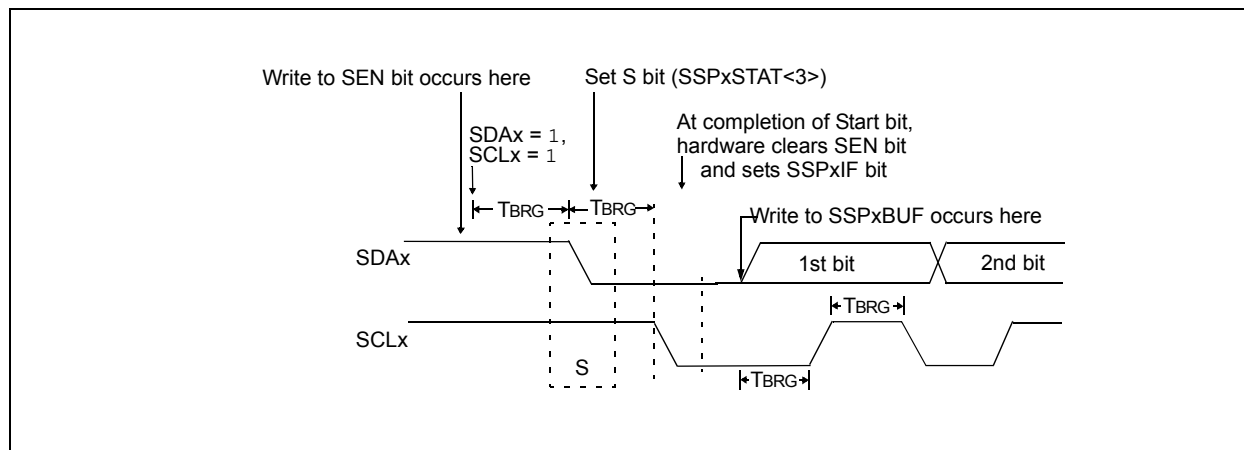 Write to SEN bit occurs here
Set S bit (SSPxSTAT<3>)
SDAx = 1,
SCLx = 1
At completion of Start bit,
hardware clears SEN bit
and sets SSPxIF bit
TBRG
TBRG
Write to SSPxBUF occurs here
SDAx
1st bit
2nd bit
TBRG
SCLx
S
TBRG